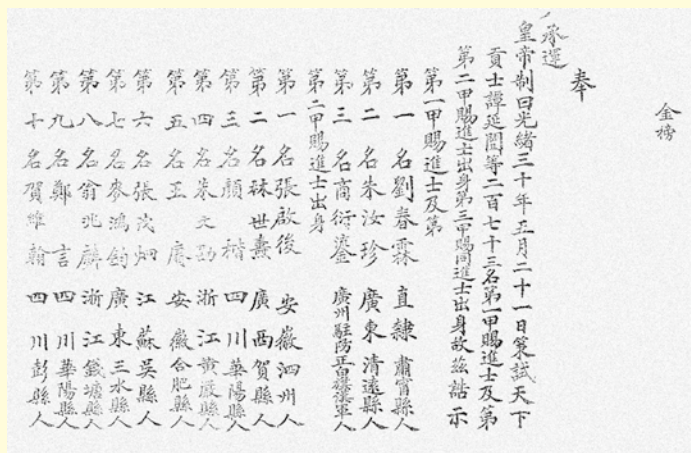 金榜
奉
承運
皇帝制曰光緒三十年五月二十一日策試天下
貢士譚延闓等二百七十三名第一甲賜進士及第
第二甲賜進士出身第三甲賜同進士出身故茲誥示
第一甲賜進士及第
第一名劉春霖 直隸肅甯縣人
第二名朱汝珍 廣東清遠縣人
第三名商衍鎏 廣州駐防正白旗漢軍人
第二甲賜進士出身
第一名張啟後 安徽泗州人
第二名林世燾 廣西賀縣人
第三名顏楷 四川華陽縣人
第四名朱文劭 浙江黃巖縣人
第五名王庚 安徽合肥縣人
第六名張茂炯 江蘇吳縣人
第七名麥鴻鈞 廣東三水縣人
第八名翁兆麟 浙江錢塘縣人
第九名鄭言 四川華陽縣人
第十名賀維翰 四川彭縣人